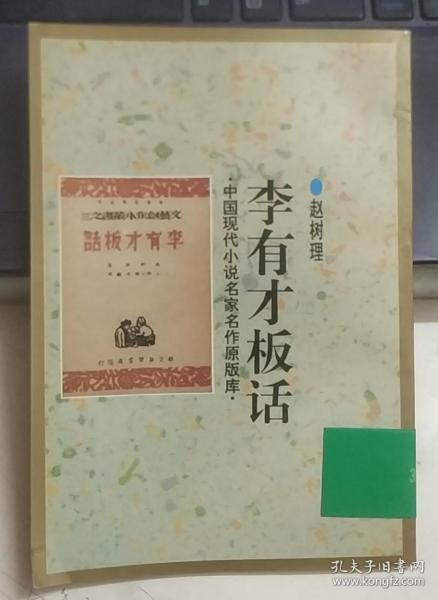 赵树理
李有才板话
·中国现代小说名家名作原版库·
三之書叢小作創藝文
話板才有李
3
孔夫子旧书网
www.kongfz.com